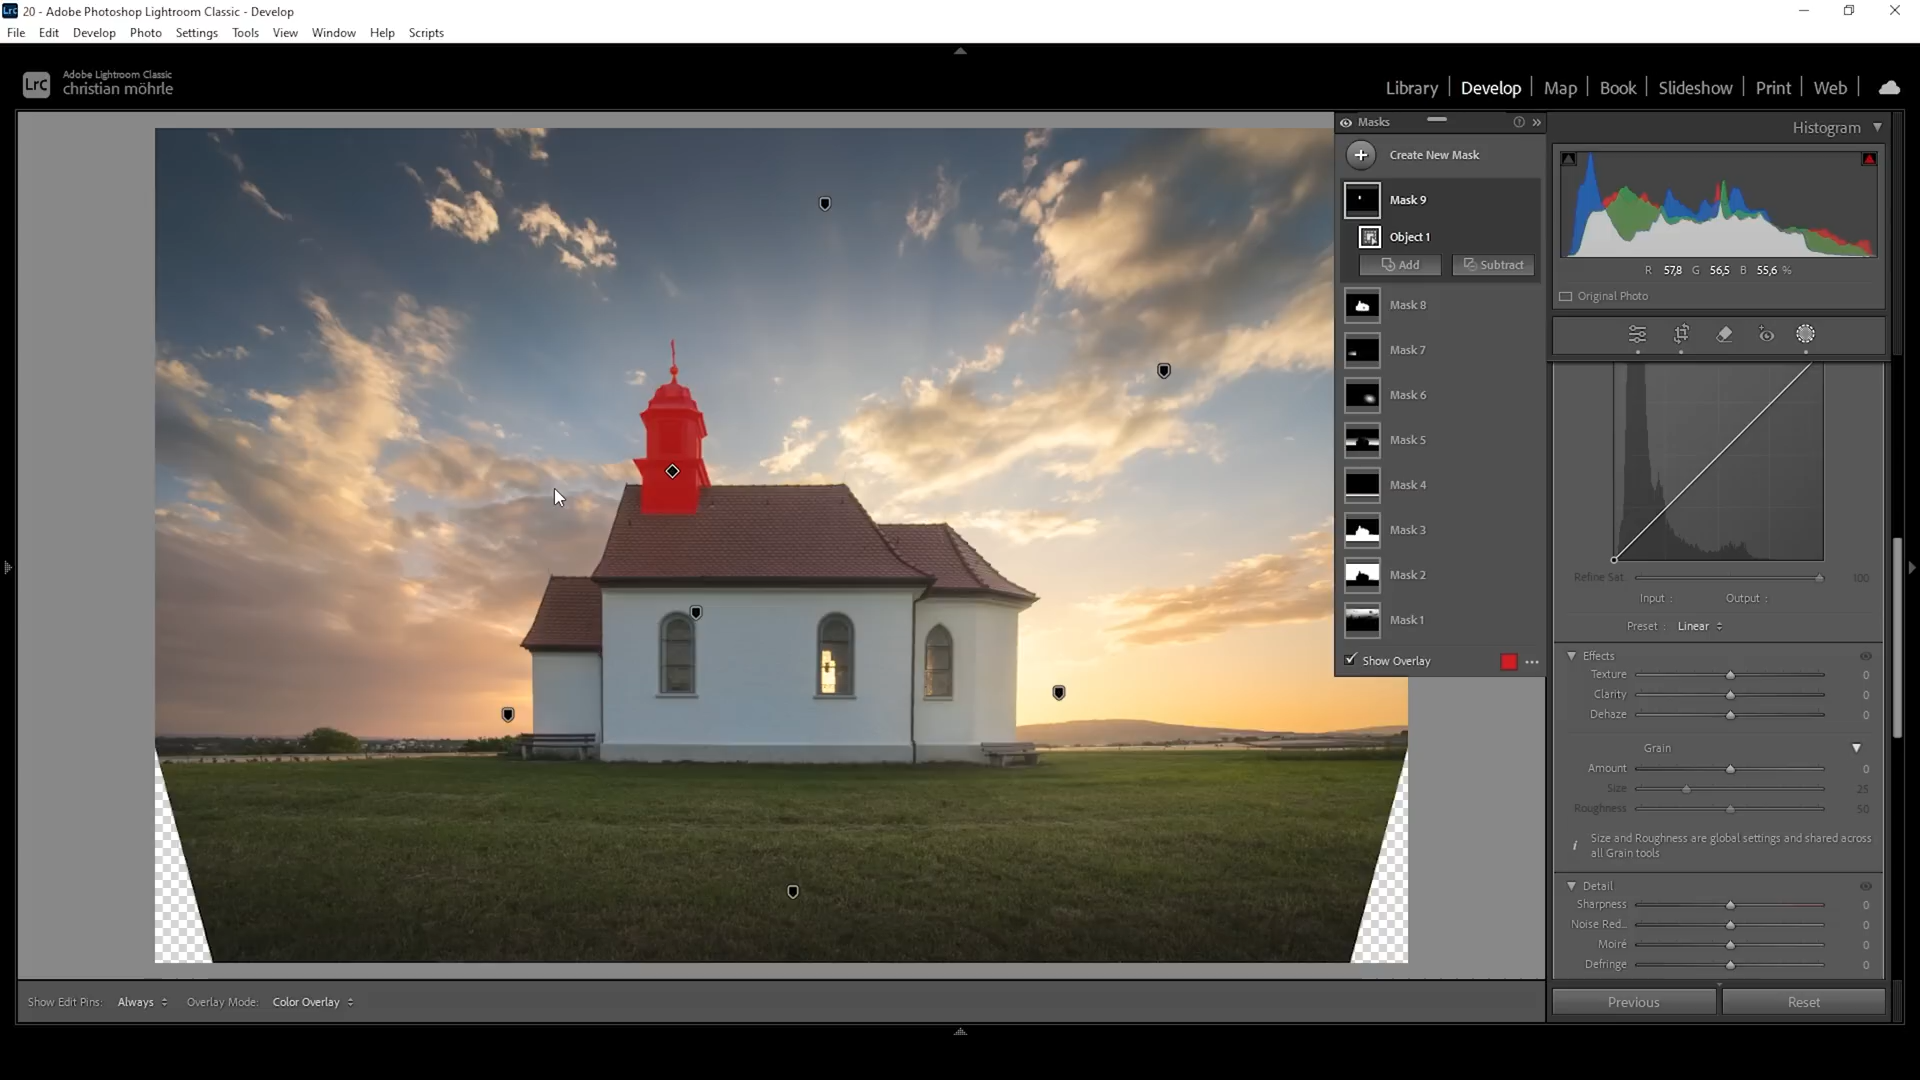 20 - Adobe Photoshop Lightroom Classic - Develop
File Edit Develop Photo Settings Tools View Window Help Scripts
Lrc
Adobe Lightroom Classic
christian möhrle
Library Develop Map Book Slideshow Print Web
Masks
Histogram
Create New Mask
Mask 9
Object 1
Add Subtract
R 57,8 G 56,5 B 55,6 %
Original Photo
Mask 8
Mask 7
Mask 6
Mask 5
Mask 4
Mask 3
Mask 2
Mask 1
Show Overlay
Refine Sat. 100
Input : Output :
Preset : Linear
Effects
Texture 0
Clarity 0
Dehaze 0
Grain
Amount 0
Size 25
Roughness 50
Size and Roughness are global settings and shared across
all Grain tools
Detail
Sharpness 0
Noise Red... 0
Moiré 0
Defringe 0
Show Edit Pins: Always Overlay Mode: Color Overlay
Previous Reset